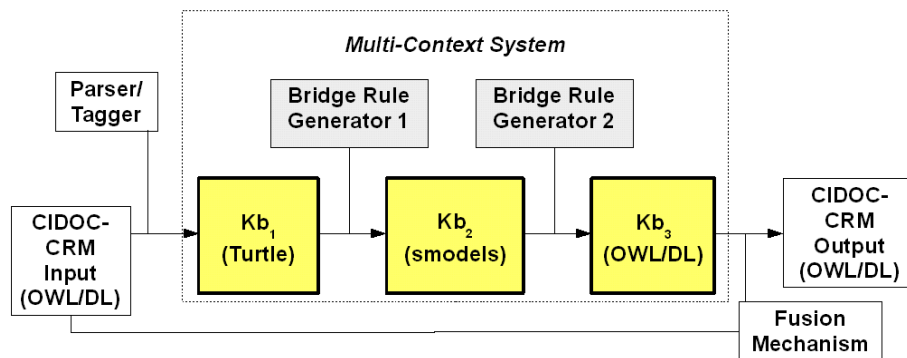 Multi-Context System
Parser/
Tagger
Bridge Rule
Generator 1
Bridge Rule
Generator 2
CIDOC-
CRM
Input
(OWL/DL)
Kb1
(Turtle)
Kb2
(smodels)
Kb3
(OWL/DL)
CIDOC-
CRM
Output
(OWL/DL)
Fusion
Mechanism